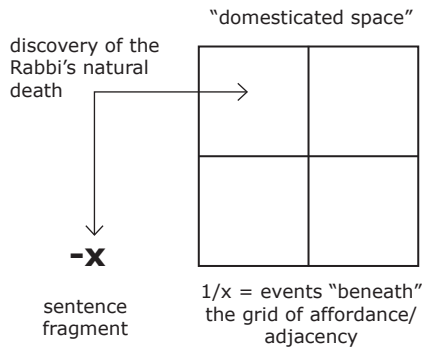 “domesticated space”
discovery of the
Rabbi’s natural
death
-x
sentence
fragment
1/x = events “beneath”
the grid of affordance/
adjacency